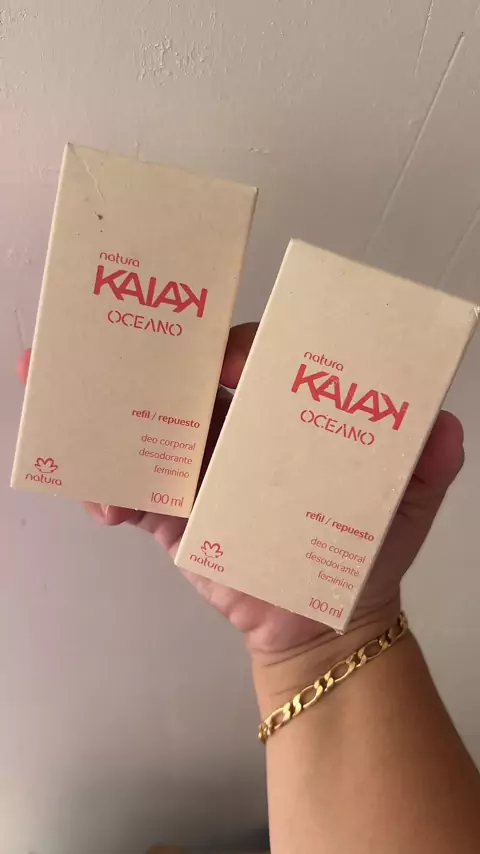 natura
KAIAK
OCEANO
refil / repuesto
deo corporal
desodorante
feminino
100 ml
natura
natura
KAIAK
OCEANO
refil / repuesto
deo corporal
desodorante
feminino
100 ml
natura